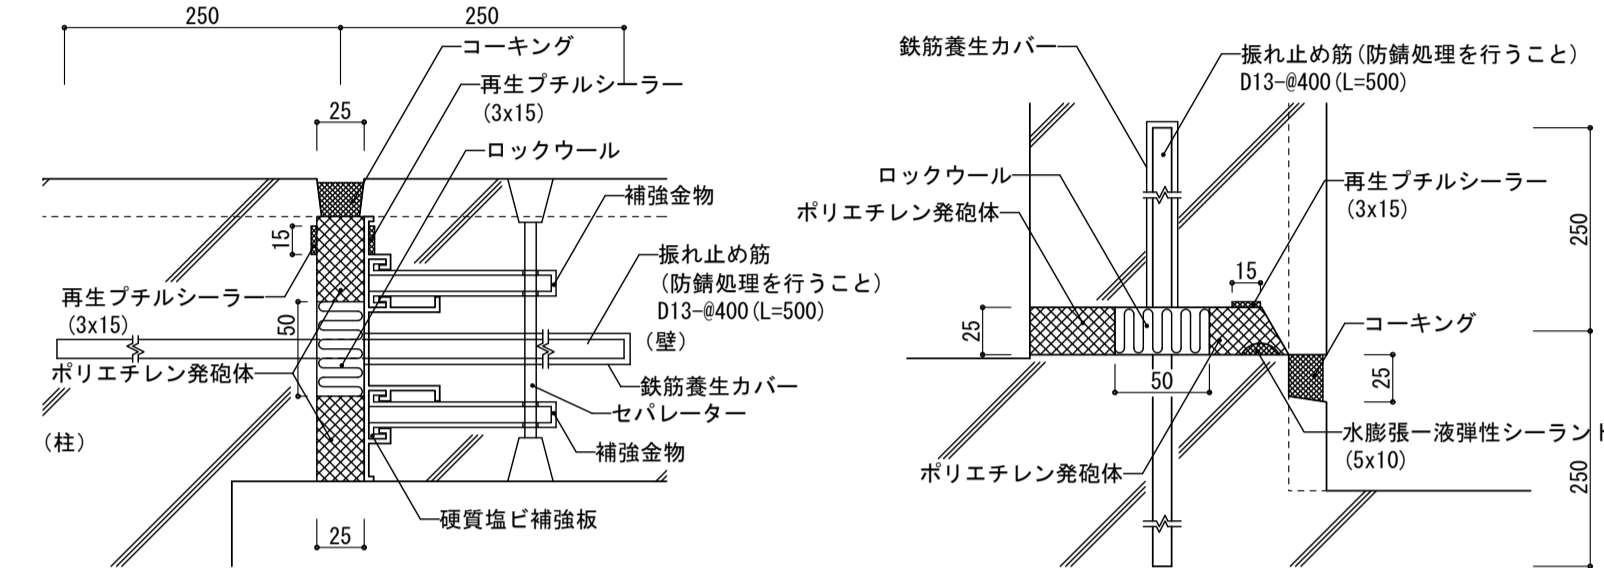 250
250
コーキング
再生プチルシーラー
(3x15)
25
ロックウール
補強金物
15
振れ止め筋
(防錆処理を行うこと)
D13-@400(L=500)
(壁)
再生プチルシーラー
(3x15)
50
ポリエチレン発砲体
鉄筋養生カバー
セパレーター
(柱)
補強金物
硬質塩ビ補強板
25
鉄筋養生カバー
振れ止め筋(防錆処理を行うこと)
D13-@400(L=500)
ロックウール
再生プチルシーラー
(3x15)
ポリエチレン発砲体
250
15
25
コーキング
50
25
水膨張一液弾性シーラント
(5x10)
ポリエチレン発砲体
250